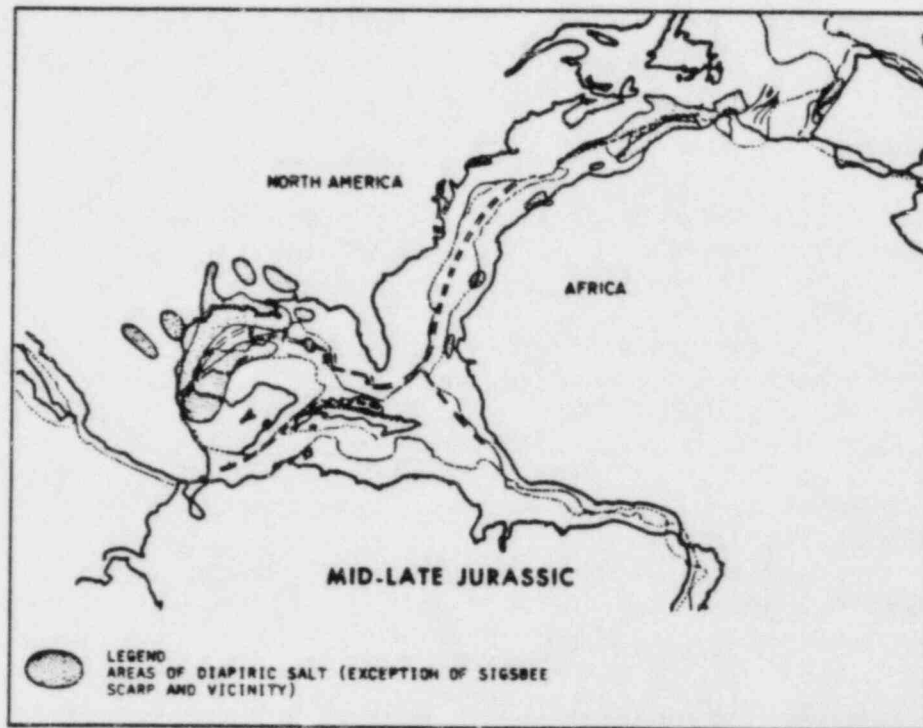 NORTH AMERICA
AFRICA
MID-LATE JURASSIC
LEGEND
AREAS OF DIAPIRIC SALT (EXCEPTION OF SIGSBEE
SCARP AND VICINITY)